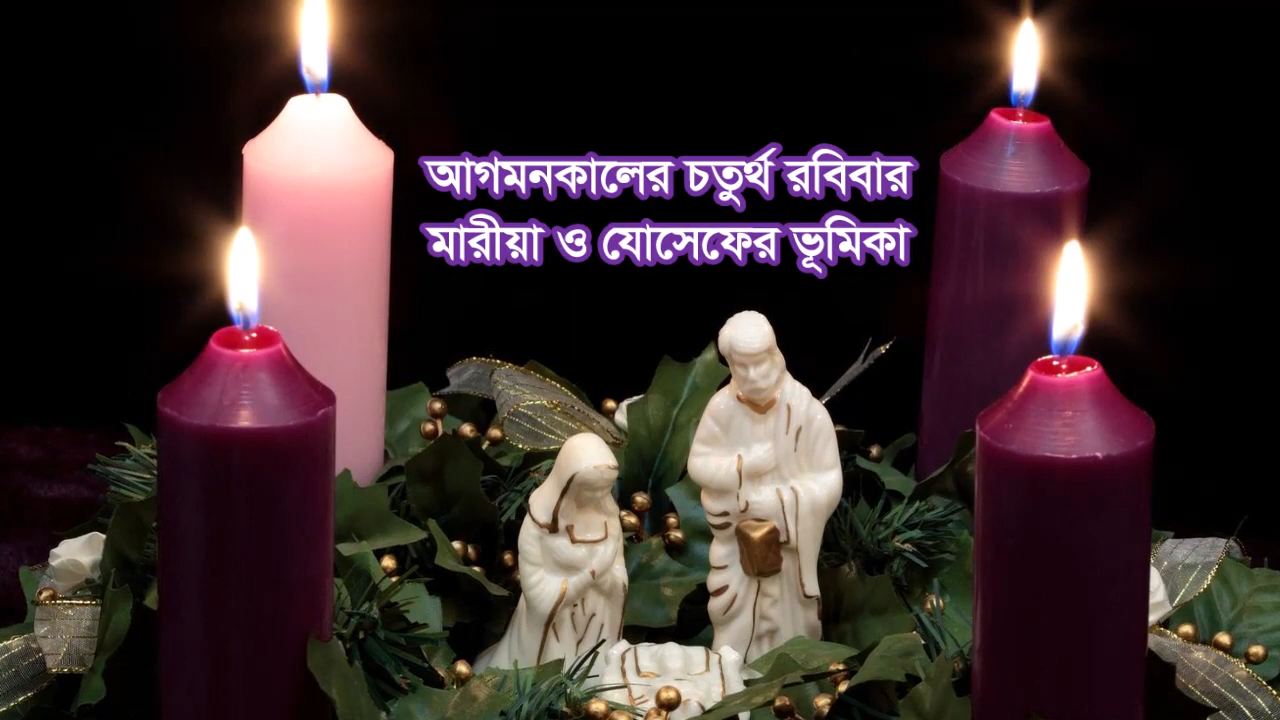 আগমনকালের চতুর্থ রবিবার
মারীয়া ও যোসেফের ভূমিকা